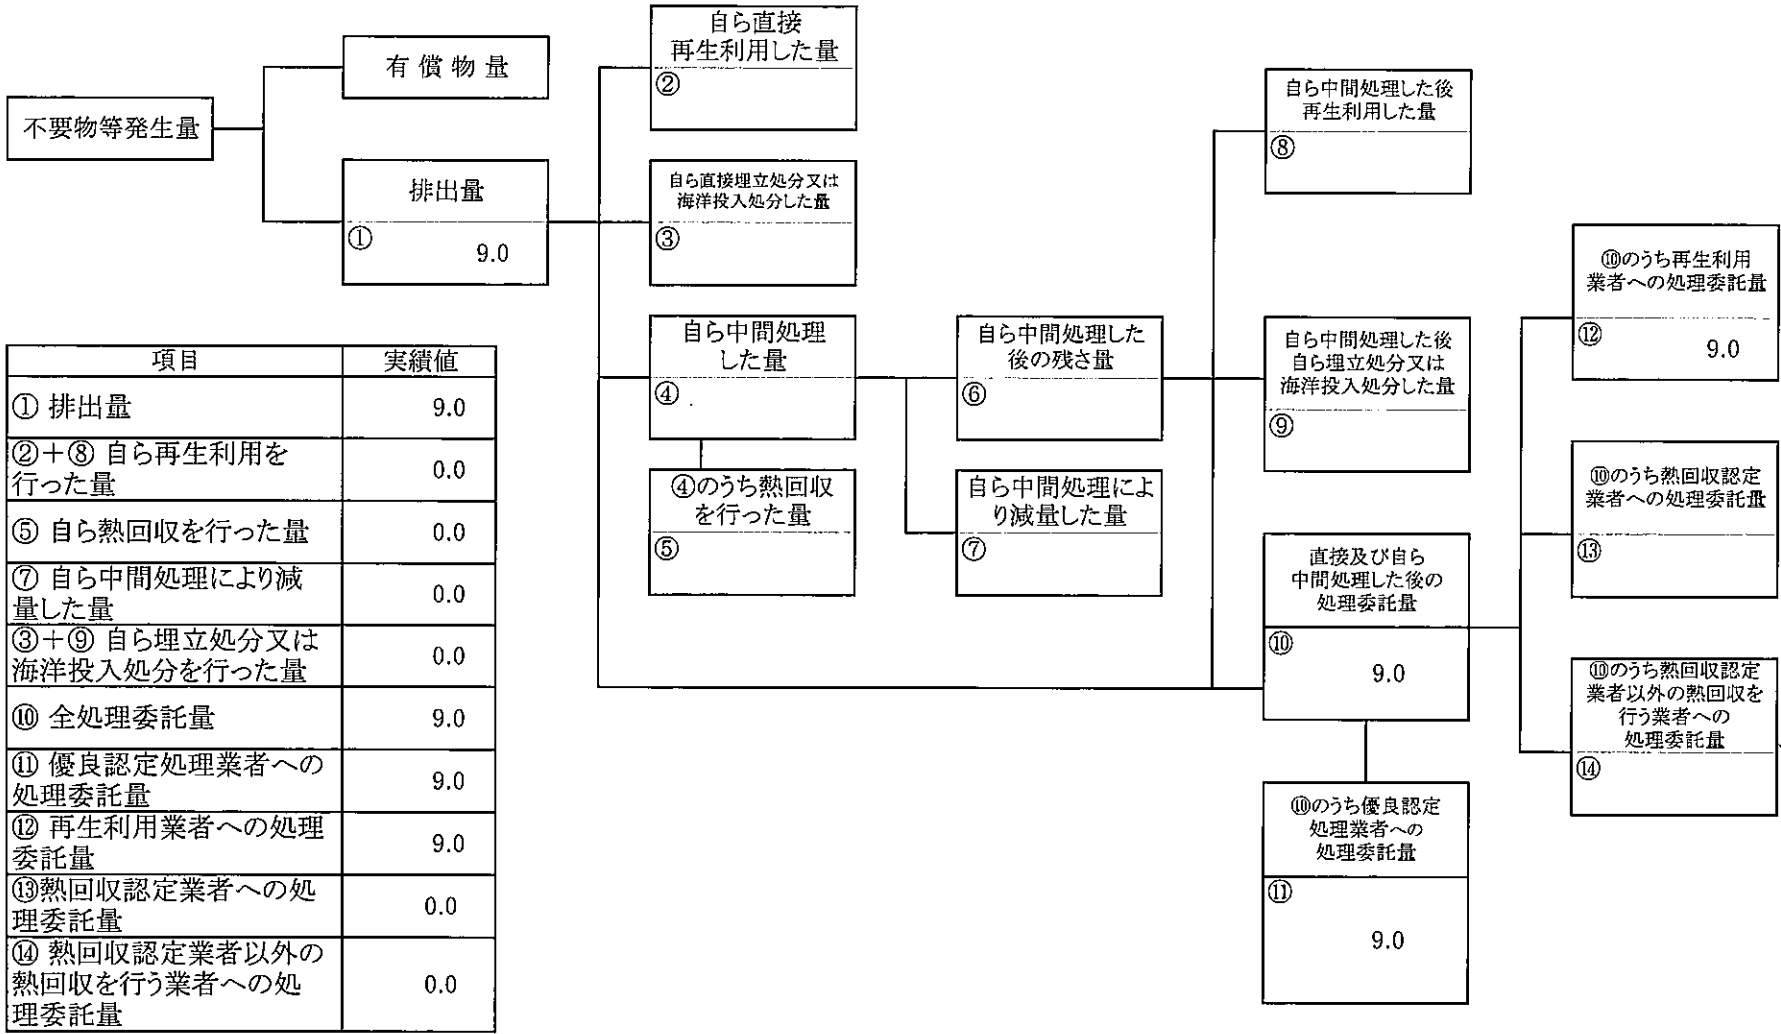 不要物等発生量
有償物量
排出量
①
9.0
自ら直接
再生利用した量
②
自ら直接埋立処分又は
海洋投入処分した量
③
自ら中間処理
した量
④
④のうち熱回収
を行った量
⑤
自ら中間処理した
後の残さ量
⑥
自ら中間処理によ
り減量した量
⑦
自ら中間処理した後
再生利用した量
⑧
自ら中間処理した後
自ら埋立処分又は
海洋投入処分した量
⑨
直接及び自ら
中間処理した後の
処理委託量
⑩
9.0
⑩のうち優良認定
処理業者への
処理委託量
⑪
9.0
⑩のうち再生利用
業者への処理委託量
⑫
9.0
⑩のうち熱回収認定
業者への処理委託量
⑬
⑩のうち熱回収認定
業者以外の熱回収を
行う業者への
処理委託量
⑭
項目 実績値
① 排出量 9.0
②＋⑧ 自ら再生利用を
行った量 0.0
⑤ 自ら熱回収を行った量 0.0
⑦ 自ら中間処理により減
量した量 0.0
③＋⑨ 自ら埋立処分又は
海洋投入処分を行った量 0.0
⑩ 全処理委託量 9.0
⑪ 優良認定処理業者への
処理委託量 9.0
⑫ 再生利用業者への処理
委託量 9.0
⑬熱回収認定業者への処
理委託量 0.0
⑭ 熱回収認定業者以外の
熱回収を行う業者への処
理委託量 0.0